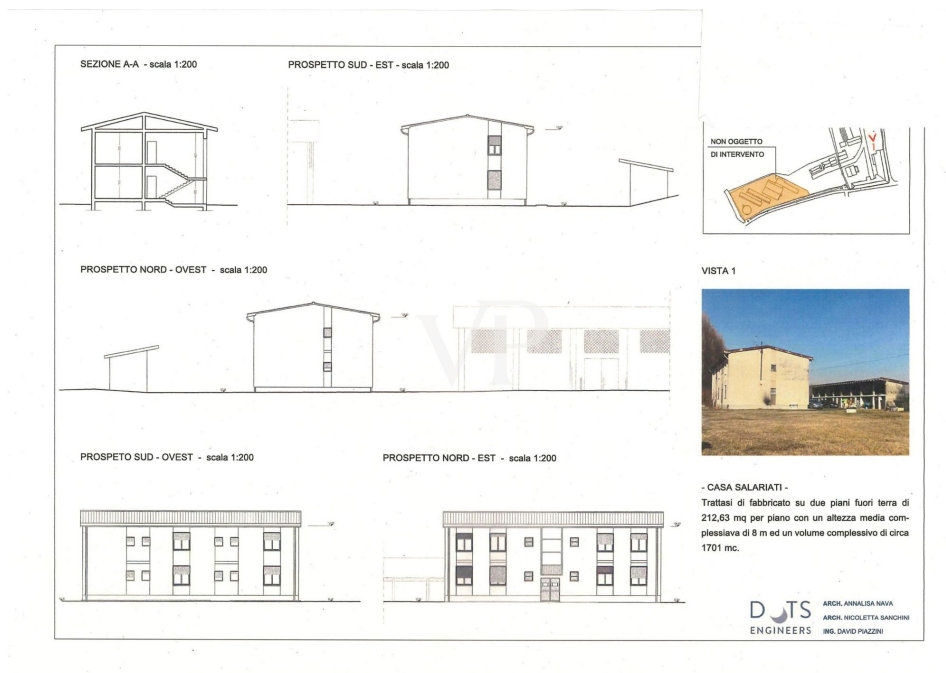 SEZIONE A-A - scala 1:200
PROSPETTO SUD - EST - scala 1:200
NON OGGETTO
DI INTERVENTO
V
PROSPETTO NORD - OVEST - scala 1:200
VISTA 1
VP
PROSPETO SUD - OVEST - scala 1:200
PROSPETTO NORD - EST - scala 1:200
- CASA SALARIATI -
Trattasi di fabbricato su due piani fuori terra di
212,63 mq per piano con un altezza media com-
plessiava di 8 m ed un volume complessivo di circa
1701 mc.
DOTS
ENGINEERS
ARCH. ANNALISA NAVA
ARCH. NICOLETTA SANCHINI
ING. DAVID PIAZZINI